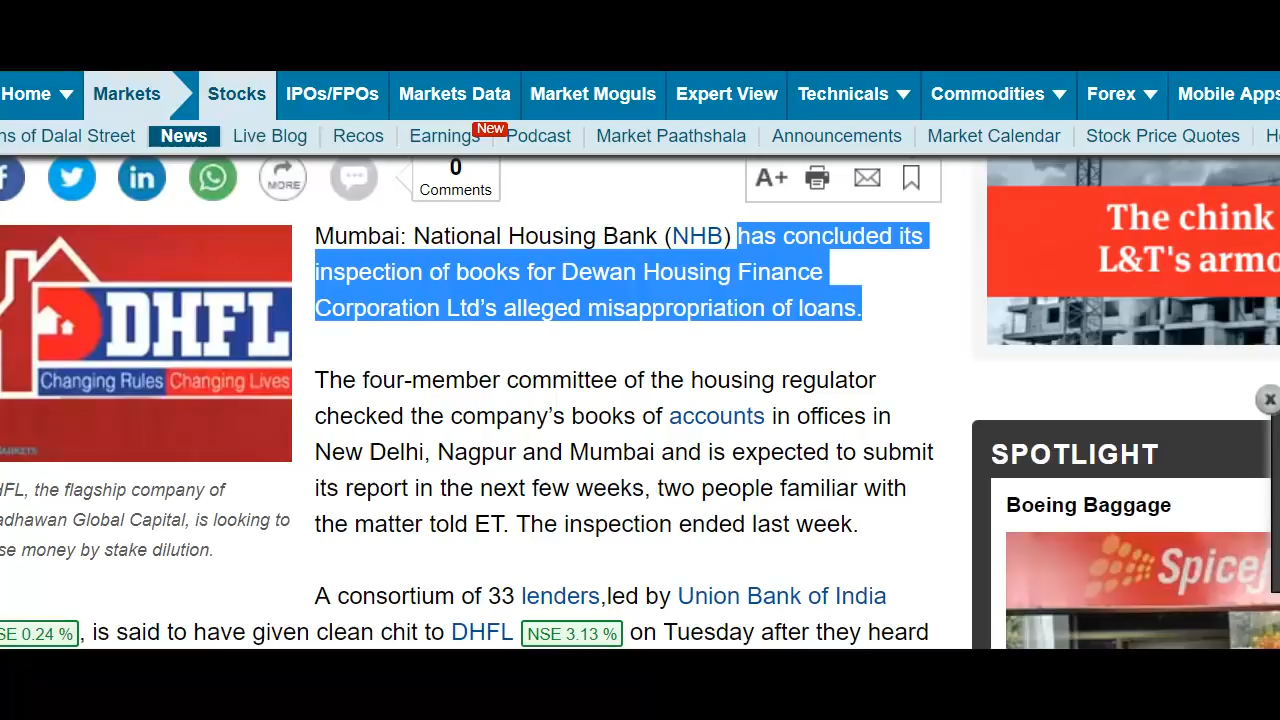 Home Markets Stocks IPOs/FPOs Markets Data Market Moguls Expert View Technicals Commodities Forex Mobile Apps
ns of Dalal Street News Live Blog Recos Earnings New Podcast Market Paathshala Announcements Market Calendar Stock Price Quotes
f in MORE 0 Comments A+
The chink
L&T's armo
Mumbai: National Housing Bank (NHB) has concluded its
inspection of books for Dewan Housing Finance
Corporation Ltd’s alleged misappropriation of loans.
DHFL
Changing Rules Changing Lives
The four-member committee of the housing regulator
checked the company’s books of accounts in offices in
New Delhi, Nagpur and Mumbai and is expected to submit
its report in the next few weeks, two people familiar with
the matter told ET. The inspection ended last week.
HFL, the flagship company of
adhawan Global Capital, is looking to
se money by stake dilution.
A consortium of 33 lenders,led by Union Bank of India
SE 0.24 % , is said to have given clean chit to DHFL NSE 3.13 % on Tuesday after they heard
SPOTLIGHT
Boeing Baggage
SpiceJ